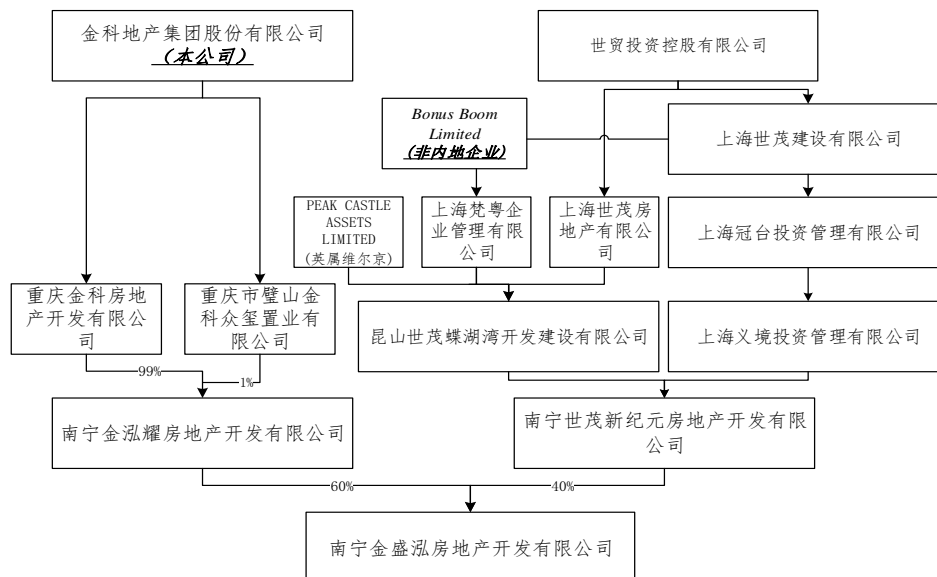 金科地产集团股份有限公司
(本公司)
世贸投资控股有限公司
Bonus Boom
Limited
(非内地企业)
上海世茂建设有限公司
PEAK CASTLE
ASSETS
LIMITED
(英属维尔京)
上海梵粤企
业管理有限
公司
上海世茂房
地产有限公
司
上海冠台投资管理有限公司
重庆金科房地
产开发有限公
司
重庆市璧山金
科众玺置业有
限公司
昆山世茂蝶湖湾开发建设有限公司
上海义境投资管理有限公司
99%
1%
南宁金泓耀房地产开发有限公司
南宁世茂新纪元房地产开发有限
公司
60%
40%
南宁金盛泓房地产开发有限公司